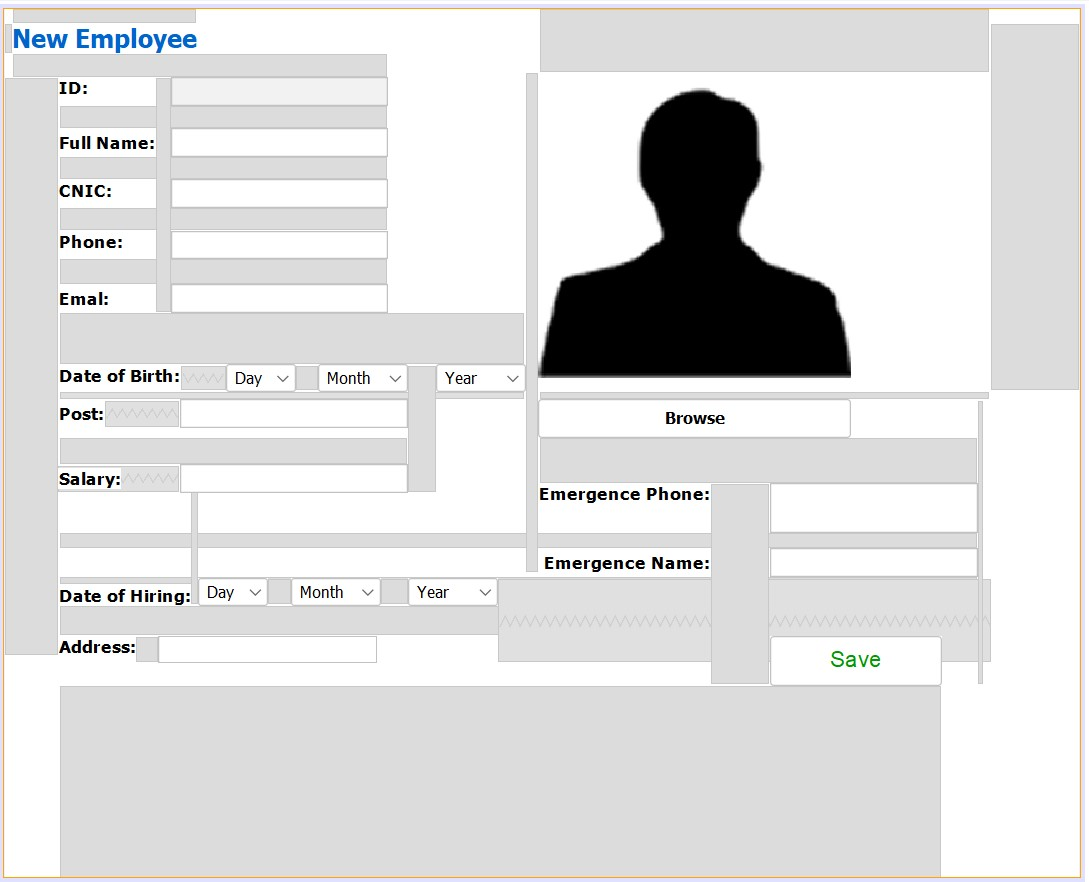 New Employee
ID:
Full Name:
CNIC:
Phone:
Emal:
Date of Birth: Day Month Year
Post:
Browse
Salary:
Emergence Phone:
Emergence Name:
Date of Hiring: Day Month Year
Address:
Save